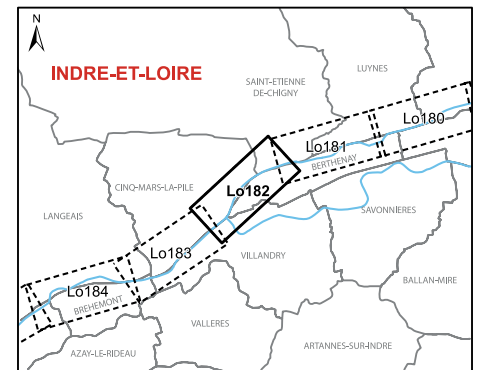 N
INDRE-ET-LOIRE
LUYNES
SAINT-ETIENNE
DE-CHIGNY
Lo180
Lo181
BERTHENAY
CINQ-MARS-LA-PILE
Lo182
LANGEAIS
SAVONNIERES
Lo183
VILLANDRY
BALLAN-MIRE
Lo184
BREHEMONT
VALLERES
AZAY-LE-RIDEAU
ARTANNES-SUR-INDRE